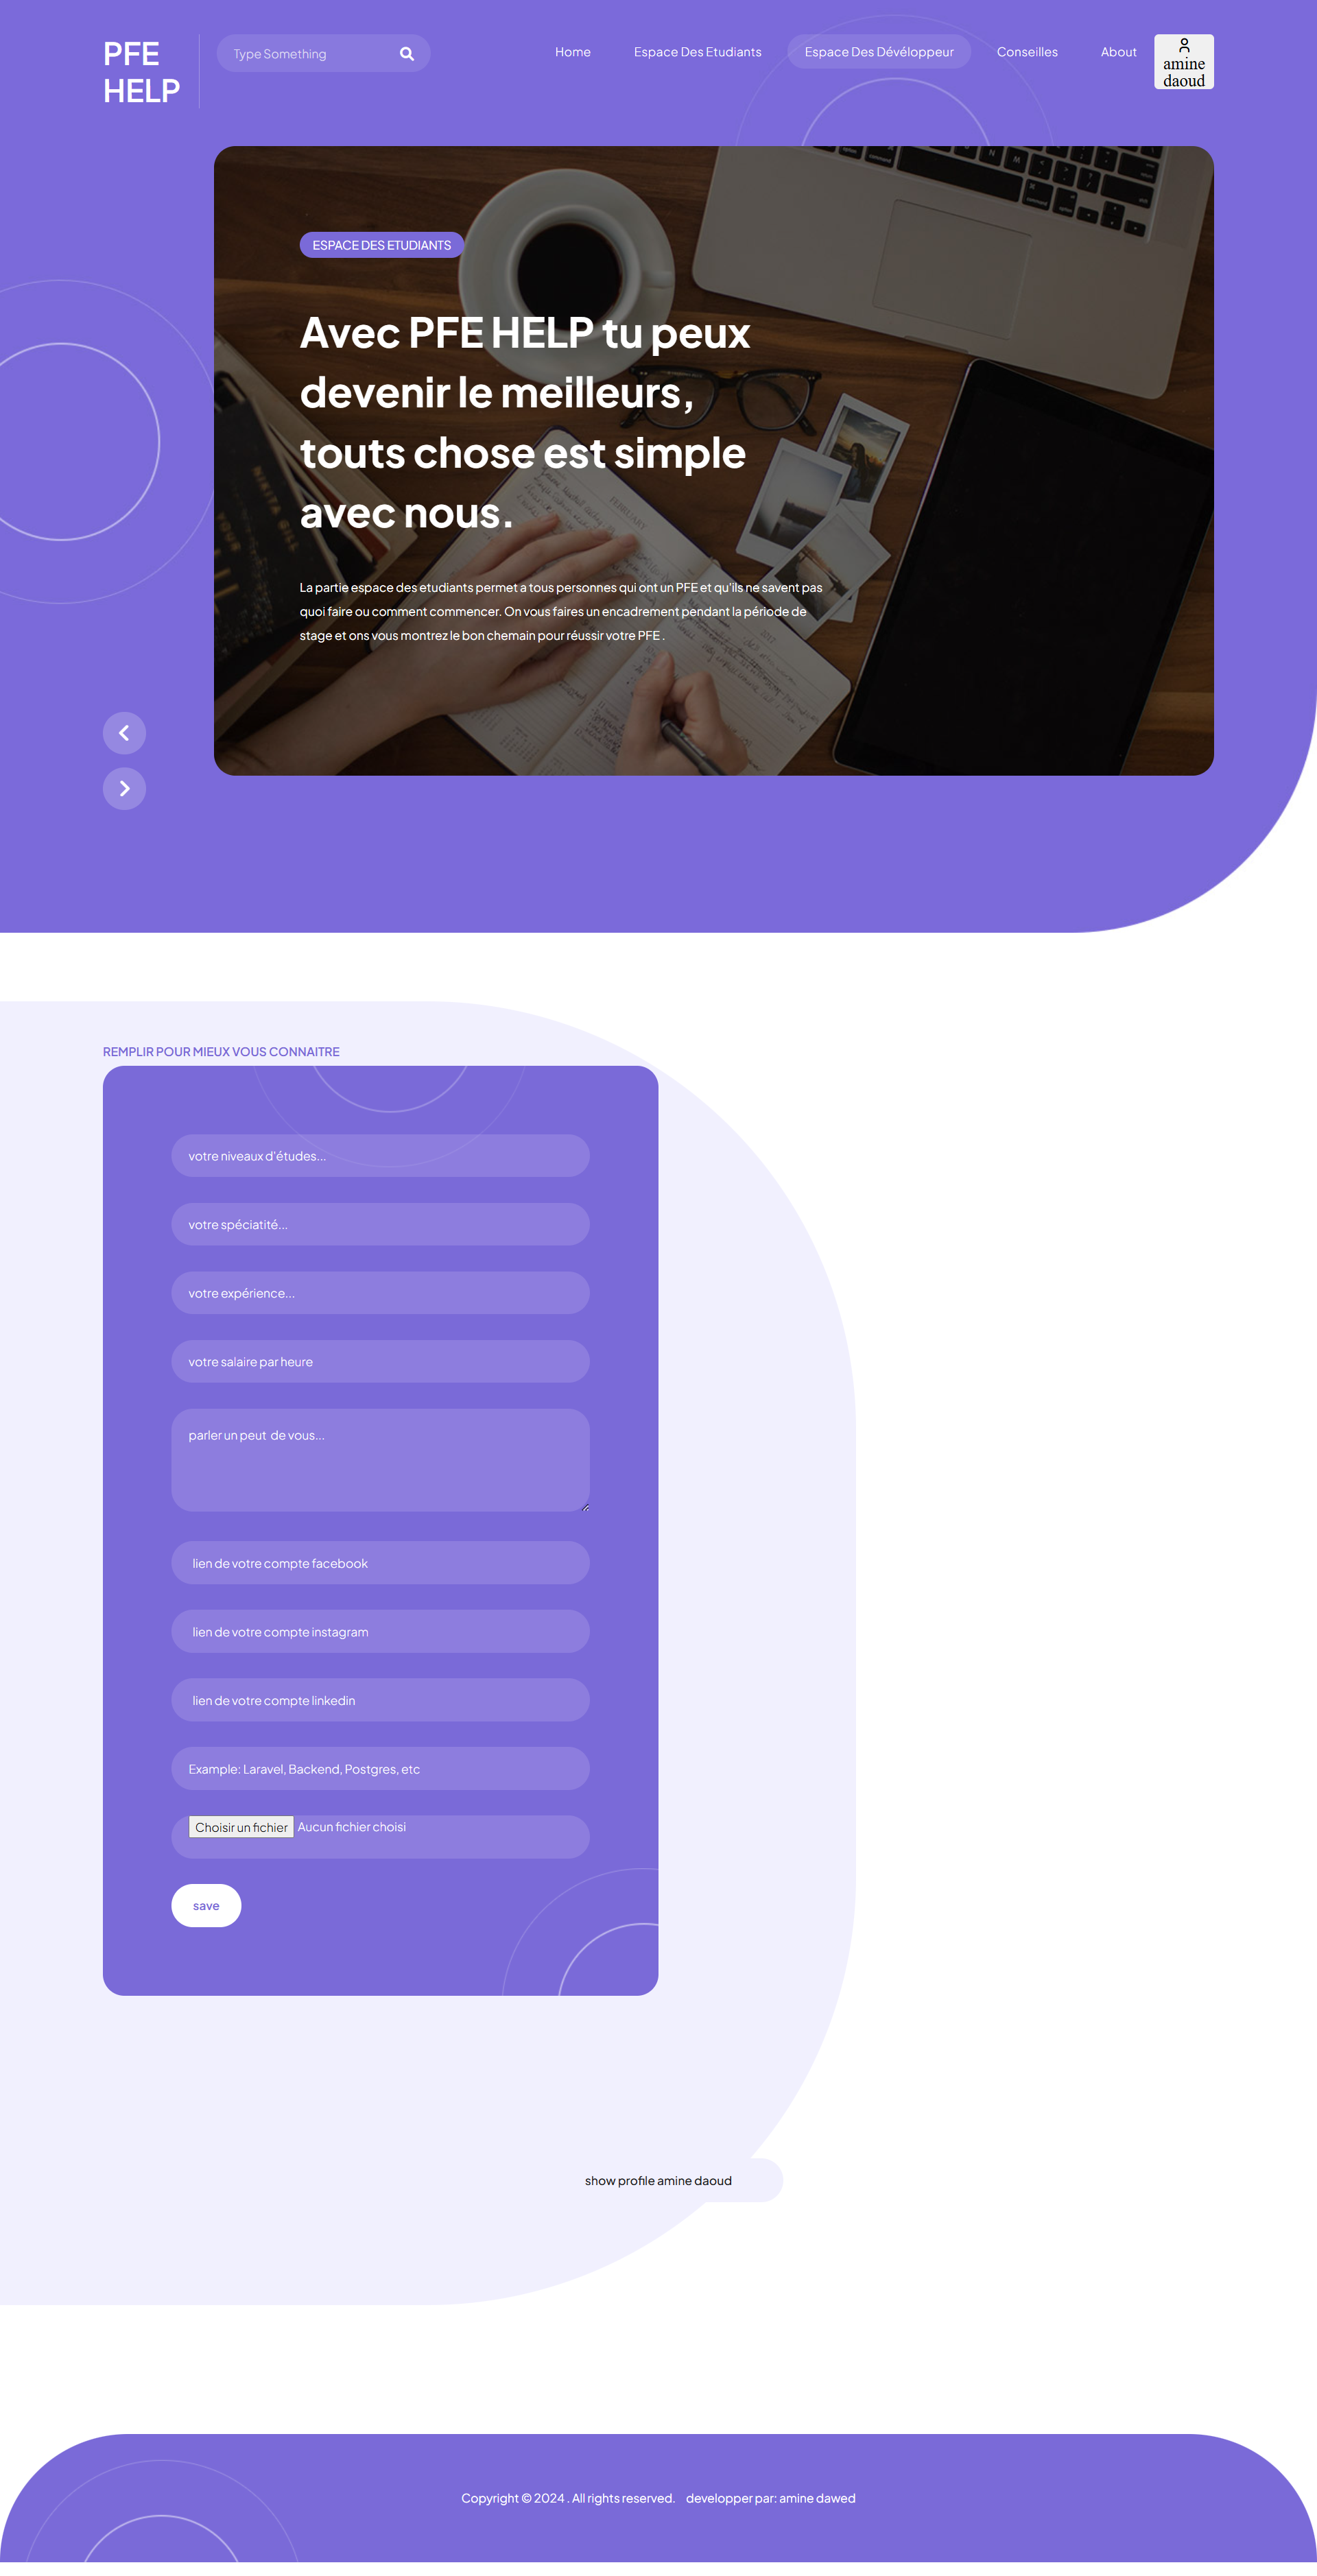 PFE
HELP
Type Something
Home
Espace Des Etudiants
Espace Des Dévéloppeur
Conseilles
About
amine
daoud
ESPACE DES ETUDIANTS
Avec PFE HELP tu peux
devenir le meilleurs,
touts chose est simple
avec nous.
La partie espace des etudiants permet a tous personnes qui ont un PFE et qu'ils ne savent pas
quoi faire ou comment commencer. On vous faires un encadrement pendant la période de
stage et ons vous montrez le bon chemain pour réussir votre PFE .
command
option
command
FEBRUARY
REMPLIR POUR MIEUX VOUS CONNAITRE
votre niveaux d'études...
votre spéciatité...
votre expérience...
votre salaire par heure
parler un peut de vous...
lien de votre compte facebook
lien de votre compte instagram
lien de votre compte linkedin
Example: Laravel, Backend, Postgres, etc
Choisir un fichier Aucun fichier choisi
save
show profile amine daoud
Copyright © 2024 . All rights reserved. developper par: amine dawed